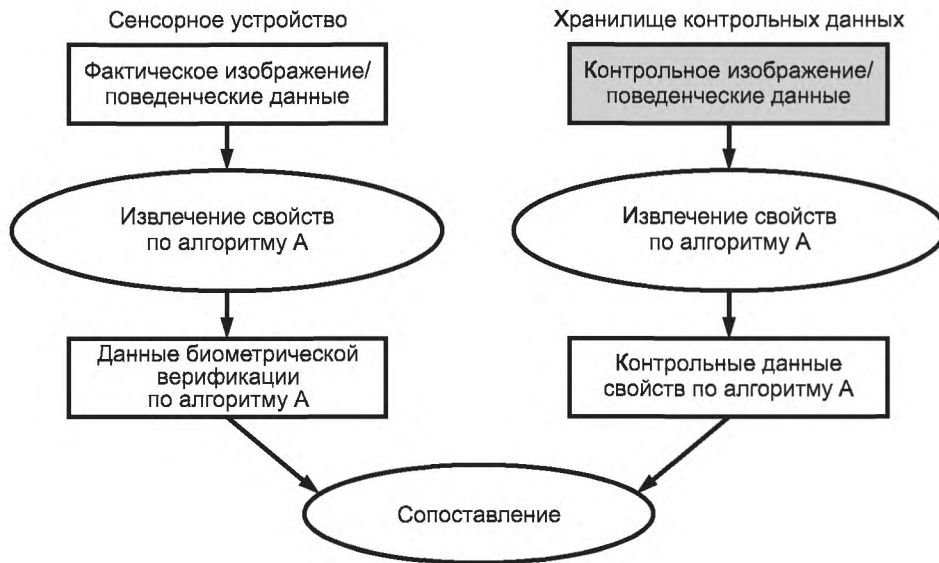 Сенсорное устройство
Хранилище контрольных данных
Фактическое изображение/
поведенческие данные
Контрольное изображение/
поведенческие данные
Извлечение свойств
по алгоритму А
Извлечение свойств
по алгоритму А
Данные биометрической
верификации
по алгоритму А
Контрольные данные
свойств по алгоритму А
Сопоставление